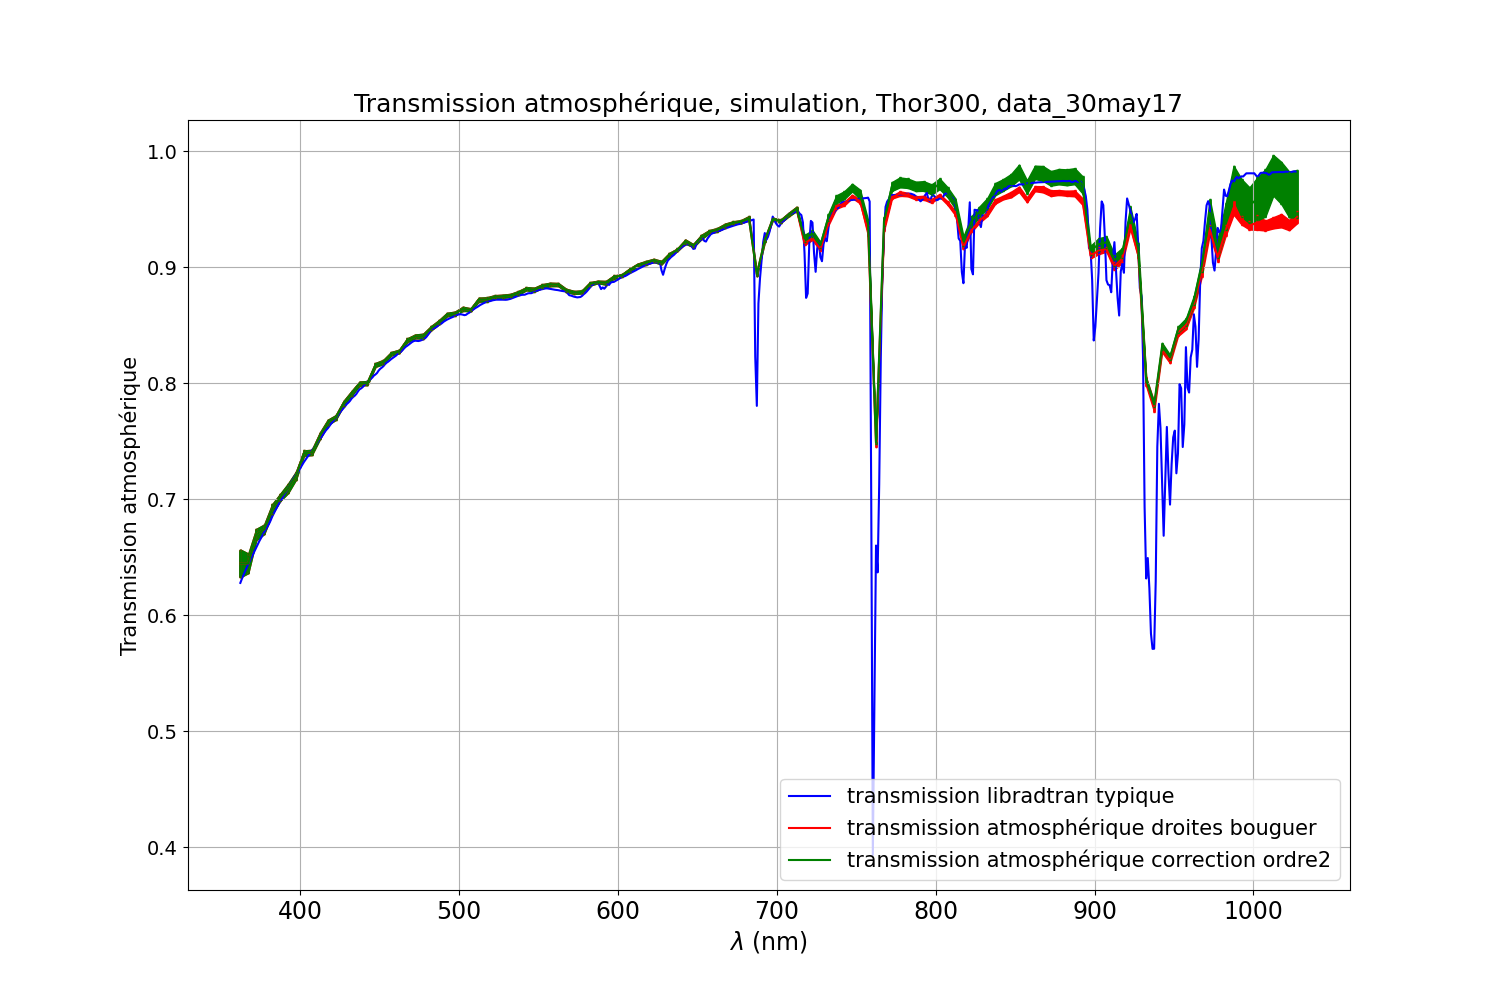 Transmission atmosphérique, simulation, Thor300, data_30may17
Transmission atmosphérique
1.0
0.9
0.8
0.7
0.6
0.5
0.4
transmission libradtran typique
transmission atmosphérique droites bouguer
transmission atmosphérique correction ordre2
400 500 600 700 800 900 1000
λ (nm)